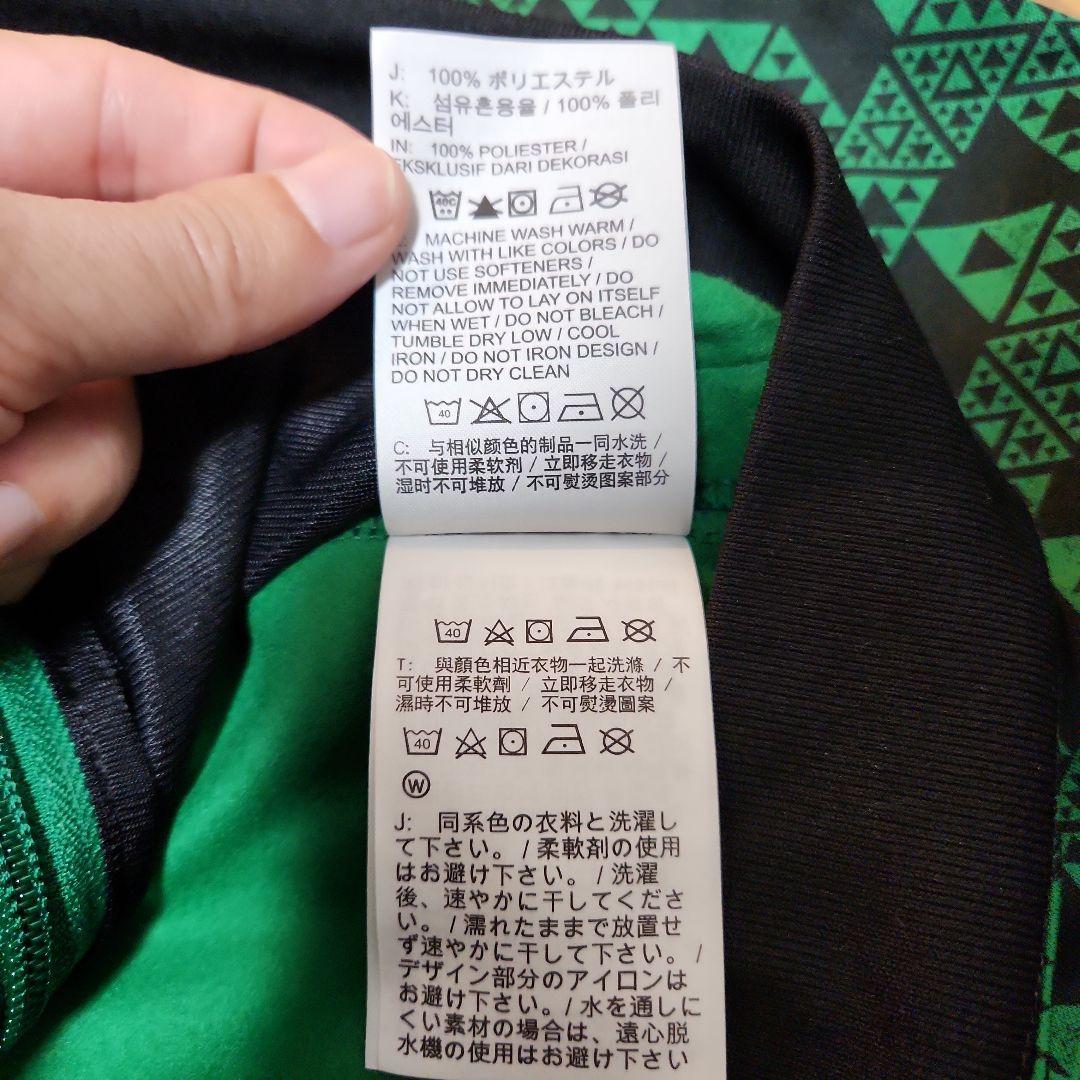 J: 100% ポリエステル
K: 섬유혼용율 / 100% 폴리
에스터
IN: 100% POLIESTER /
EKSKLUSIF DARI DEKORASI
40C
MACHINE WASH WARM /
WASH WITH LIKE COLORS / DO
NOT USE SOFTENERS /
REMOVE IMMEDIATELY / DO
NOT ALLOW TO LAY ON ITSELF
WHEN WET / DO NOT BLEACH /
TUMBLE DRY LOW / COOL
IRON / DO NOT IRON DESIGN /
DO NOT DRY CLEAN
40
C: 与相似颜色的制品一同水洗 /
不可使用柔软剂 / 立即移走衣物 /
湿时不可堆放 / 不可熨烫图案部分
40
T: 與顏色相近衣物一起洗滌 / 不
可使用柔軟劑 / 立即移走衣物 /
濕時不可堆放 / 不可熨燙圖案
40
W
J: 同系色の衣料と洗濯し
て下さい。/ 柔軟剤の使用
はお避け下さい。/ 洗濯
後、速やかに干してくださ
い。/ 濡れたままで放置せ
ず速やかに干して下さい。/
デザイン部分のアイロンは
お避け下さい。/ 水を通しに
くい素材の場合は、遠心脱
水機の使用はお避け下さい